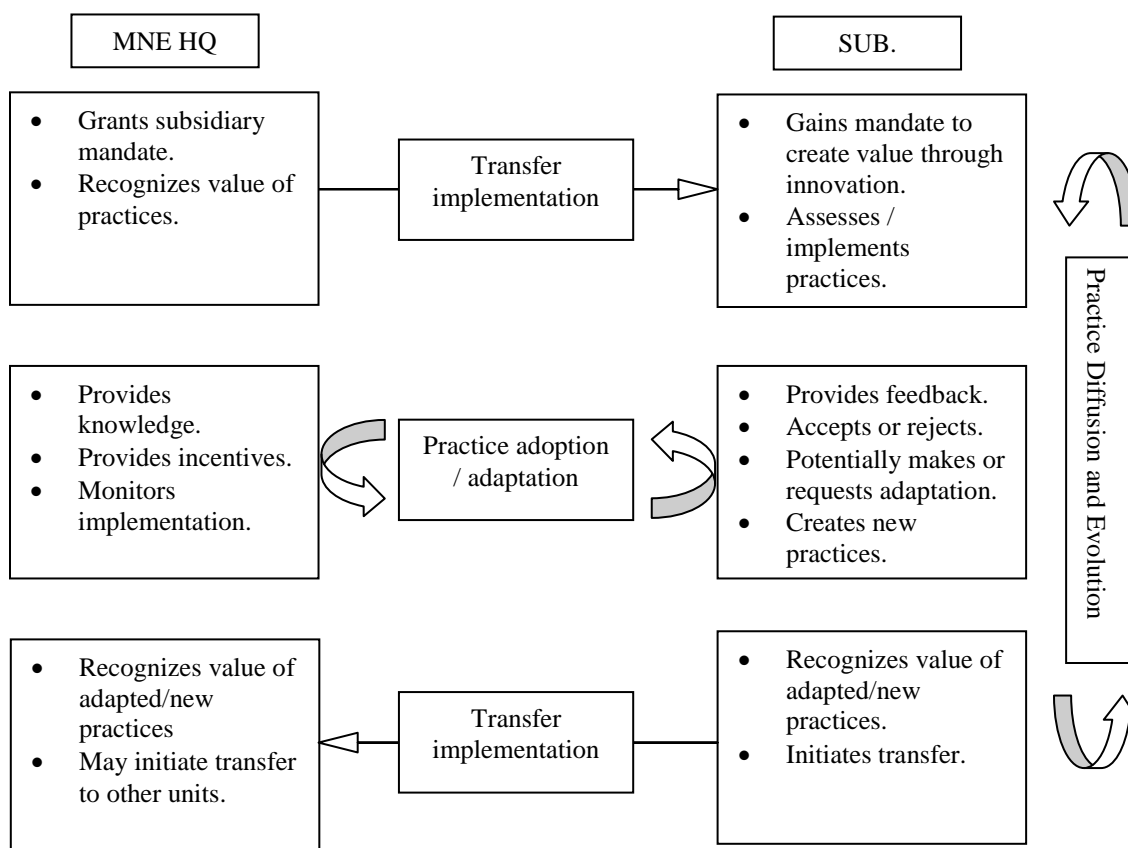 MNE HQ
SUB.
• Grants subsidiary
mandate.
• Recognizes value of
practices.
Transfer
implementation
• Gains mandate to
create value through
innovation.
• Assesses /
implements
practices.
• Provides
knowledge.
• Provides incentives.
• Monitors
implementation.
Practice adoption
/ adaptation
• Provides feedback.
• Accepts or rejects.
• Potentially makes or
requests adaptation.
• Creates new
practices.
• Recognizes value of
adapted/new
practices
• May initiate transfer
to other units.
Transfer
implementation
• Recognizes value of
adapted/new
practices.
• Initiates transfer.
Practice Diffusion and Evolution